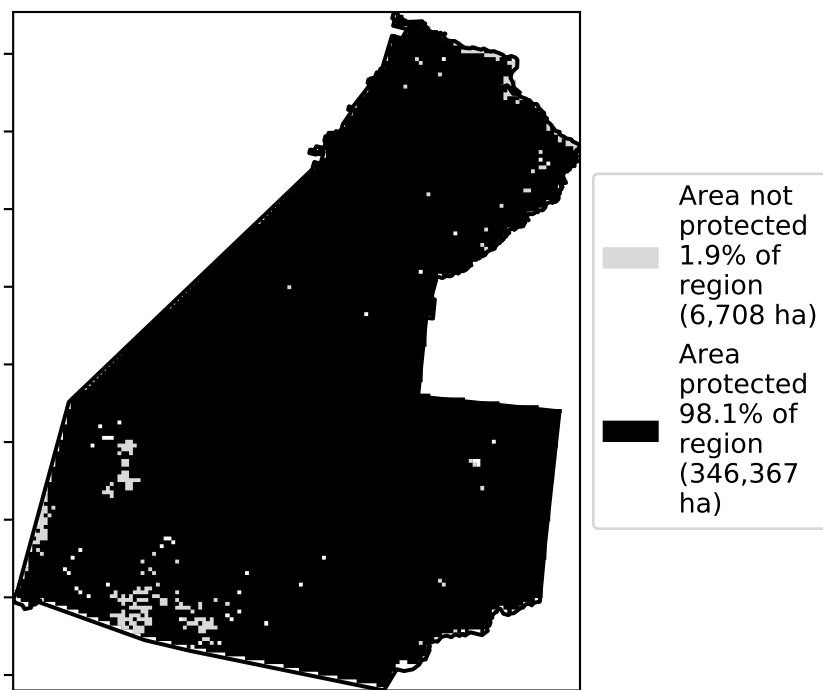 Area not
protected
1.9% of
region
(6,708 ha)
Area
protected
98.1% of
region
(346,367
ha)